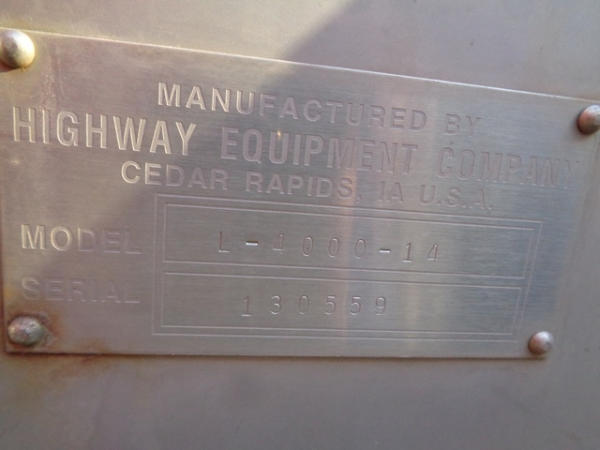 MANUFACTURED BY
HIGHWAY EQUIPMENT COMPANY
CEDAR RAPIDS, IA U.S.A.
MODEL L-4000-14
SERIAL 130559